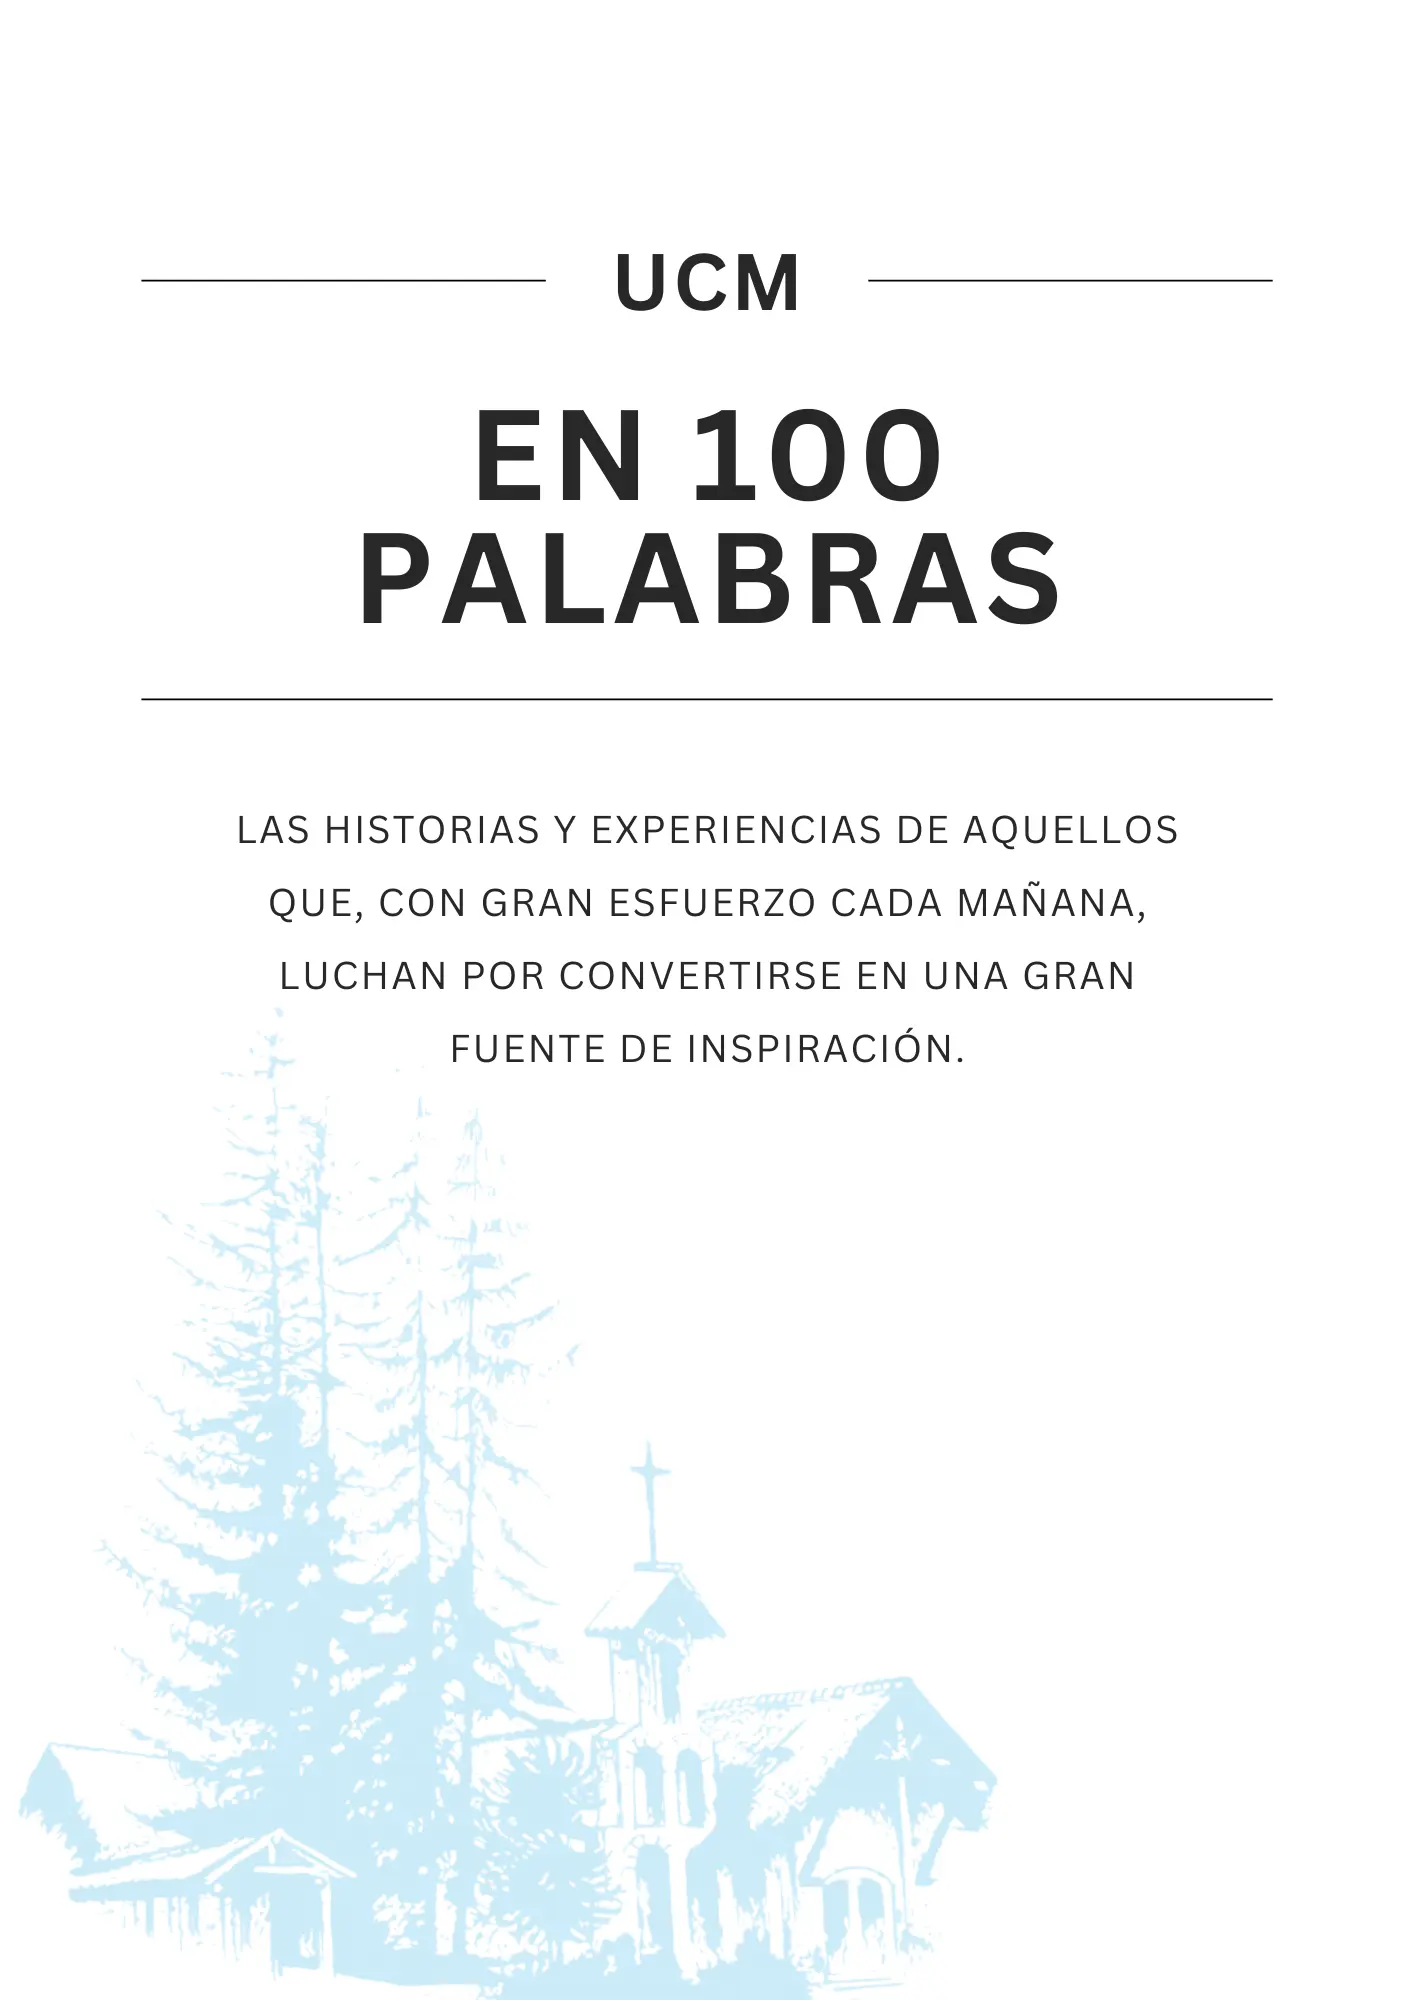 UCM
EN 100
PALABRAS
LAS HISTORIAS Y EXPERIENCIAS DE AQUELLOS
QUE, CON GRAN ESFUERZO CADA MAÑANA,
LUCHAN POR CONVERTIRSE EN UNA GRAN
FUENTE DE INSPIRACIÓN.